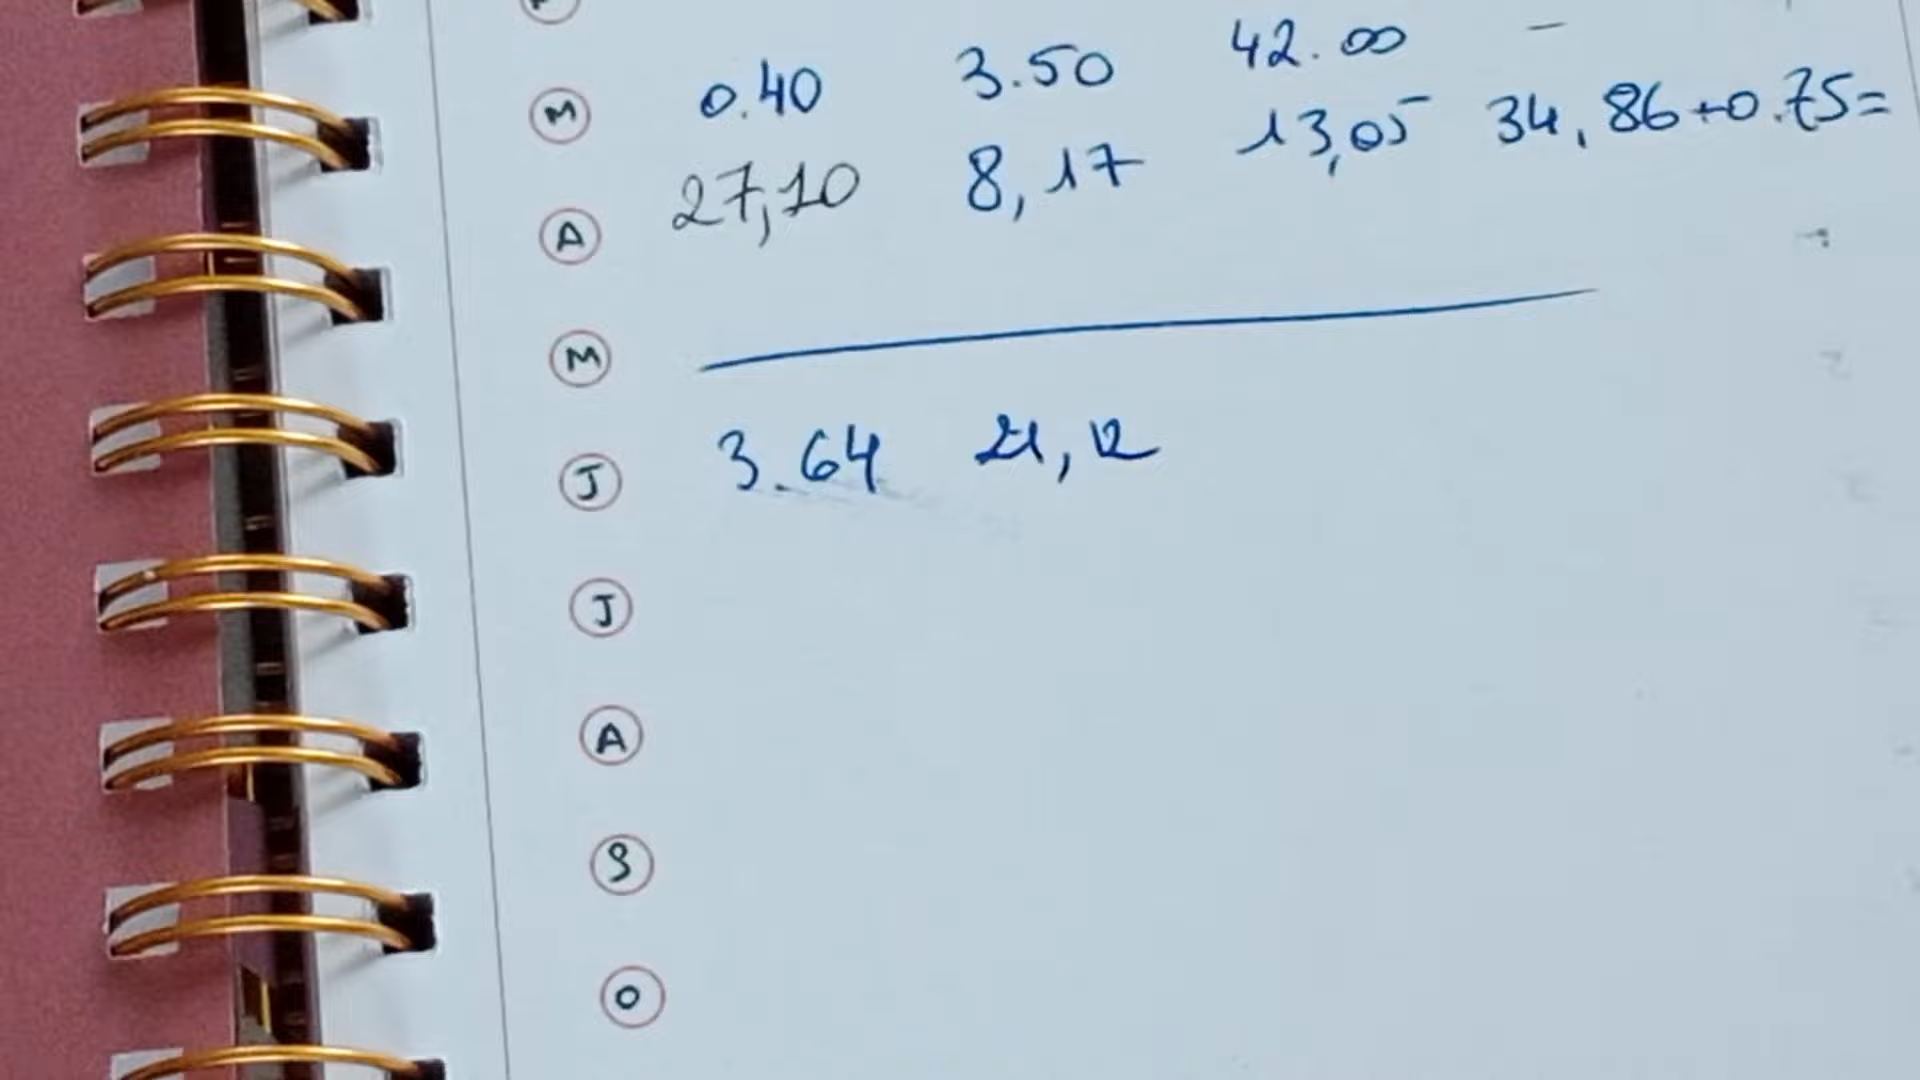 M 0.40 3.50 42.00 -
A 27,10 8,17 13,05 34,86+0.75=
M
J 3.64 21,12
J
A
S
O